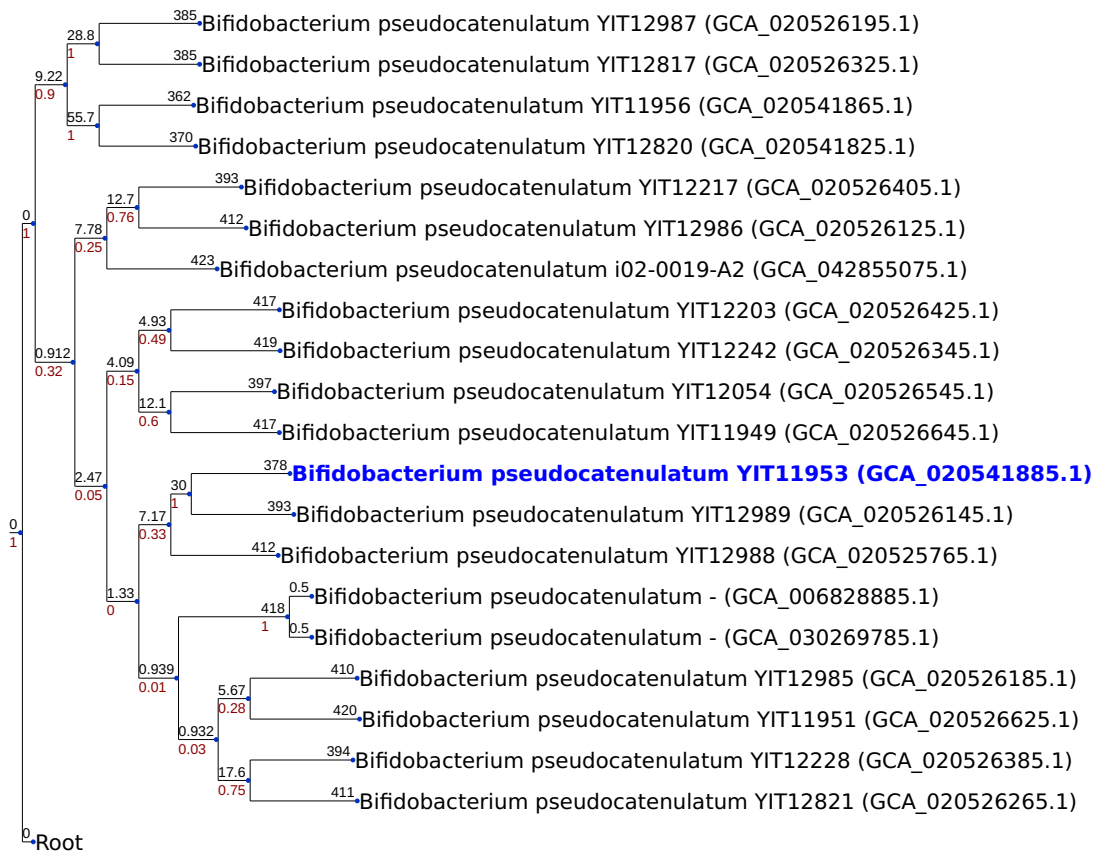 385 Bifidobacterium pseudocatenulatum YIT12987 (GCA_020526195.1)
28.8
1
385 Bifidobacterium pseudocatenulatum YIT12817 (GCA_020526325.1)
9.22
0.9
362 Bifidobacterium pseudocatenulatum YIT11956 (GCA_020541865.1)
55.7
1
370 Bifidobacterium pseudocatenulatum YIT12820 (GCA_020541825.1)
393 Bifidobacterium pseudocatenulatum YIT12217 (GCA_020526405.1)
12.7
0.76
0
1
412 Bifidobacterium pseudocatenulatum YIT12986 (GCA_020526125.1)
7.78
0.25
423 Bifidobacterium pseudocatenulatum i02-0019-A2 (GCA_042855075.1)
417 Bifidobacterium pseudocatenulatum YIT12203 (GCA_020526425.1)
4.93
0.49
419 Bifidobacterium pseudocatenulatum YIT12242 (GCA_020526345.1)
0.912
0.32
4.09
0.15
397 Bifidobacterium pseudocatenulatum YIT12054 (GCA_020526545.1)
12.1
0.6
417 Bifidobacterium pseudocatenulatum YIT11949 (GCA_020526645.1)
378 Bifidobacterium pseudocatenulatum YIT11953 (GCA_020541885.1)
2.47
0.05
30
1
393 Bifidobacterium pseudocatenulatum YIT12989 (GCA_020526145.1)
7.17
0.33
0
1
412 Bifidobacterium pseudocatenulatum YIT12988 (GCA_020525765.1)
1.33
0
0.5 Bifidobacterium pseudocatenulatum - (GCA_006828885.1)
418
1
0.5 Bifidobacterium pseudocatenulatum - (GCA_030269785.1)
0.939
0.01
410 Bifidobacterium pseudocatenulatum YIT12985 (GCA_020526185.1)
5.67
0.28
420 Bifidobacterium pseudocatenulatum YIT11951 (GCA_020526625.1)
0.932
0.03
394 Bifidobacterium pseudocatenulatum YIT12228 (GCA_020526385.1)
17.6
0.75
411 Bifidobacterium pseudocatenulatum YIT12821 (GCA_020526265.1)
0 Root